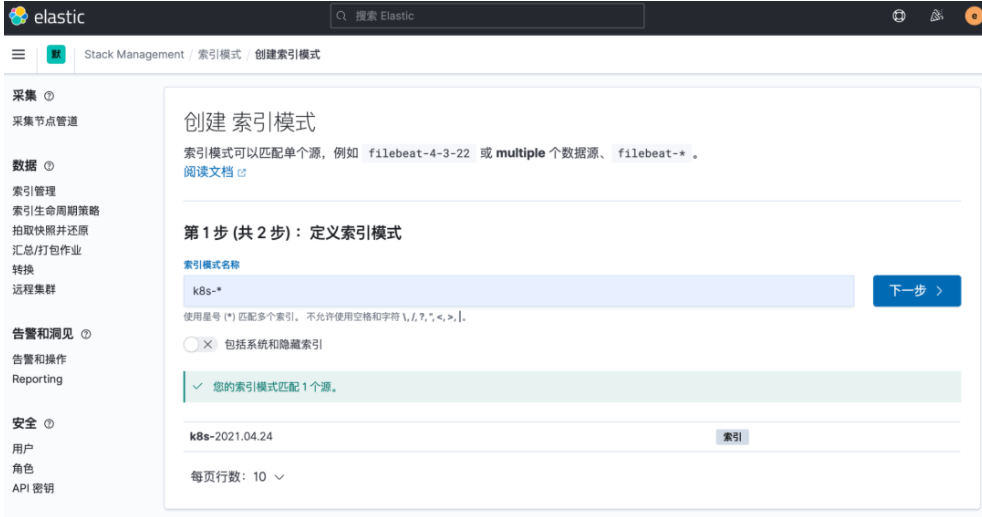 elastic
搜索 Elastic
e
默
Stack Management / 索引模式 / 创建索引模式
采集
采集节点管道
数据
索引管理
索引生命周期策略
拍取快照并还原
汇总/打包作业
转换
远程集群
告警和洞见
告警和操作
Reporting
安全
用户
角色
API 密钥
创建 索引模式
索引模式可以匹配单个源，例如 filebeat-4-3-22 或 multiple 个数据源、 filebeat-* 。
阅读文档
第 1 步 (共 2 步)： 定义索引模式
索引模式名称
k8s-*
下一步
使用星号 (*) 匹配多个索引。 不允许使用空格和字符 \, /, ?, ", <, >, |。
包括系统和隐藏索引
您的索引模式匹配 1 个源。
k8s-2021.04.24 索引
每页行数： 10